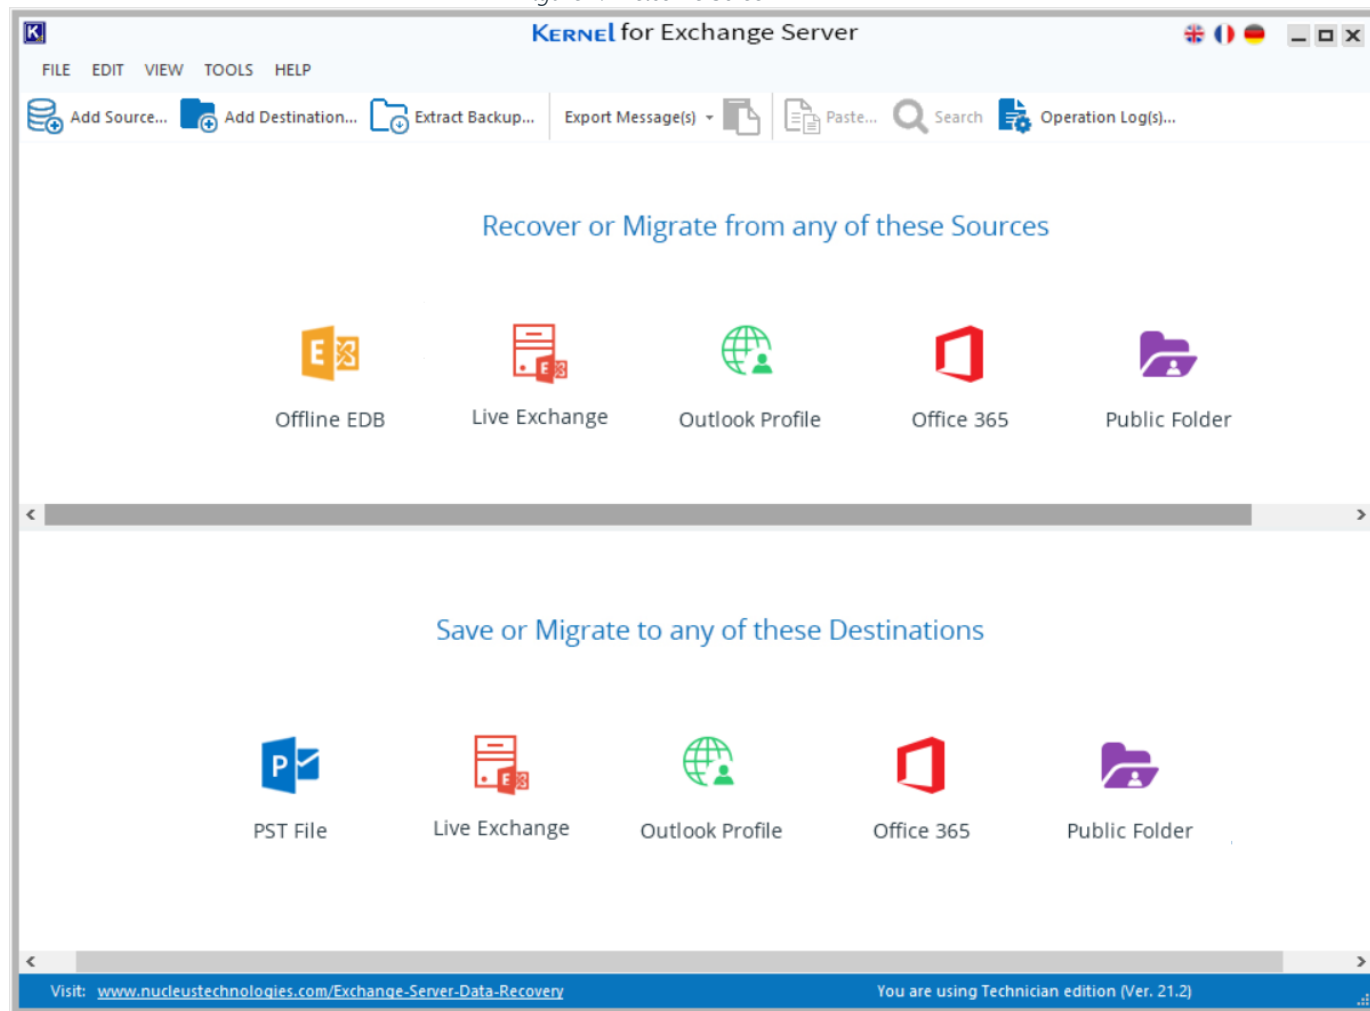 KERNEL for Exchange Server
FILE EDIT VIEW TOOLS HELP
Add Source... Add Destination... Extract Backup... Export Message(s) Paste... Search Operation Log(s)...
Recover or Migrate from any of these Sources
Offline EDB Live Exchange Outlook Profile Office 365 Public Folder
Save or Migrate to any of these Destinations
PST File Live Exchange Outlook Profile Office 365 Public Folder
Visit: www.nucleustechnologies.com/Exchange-Server-Data-Recovery You are using Technician edition (Ver. 21.2)